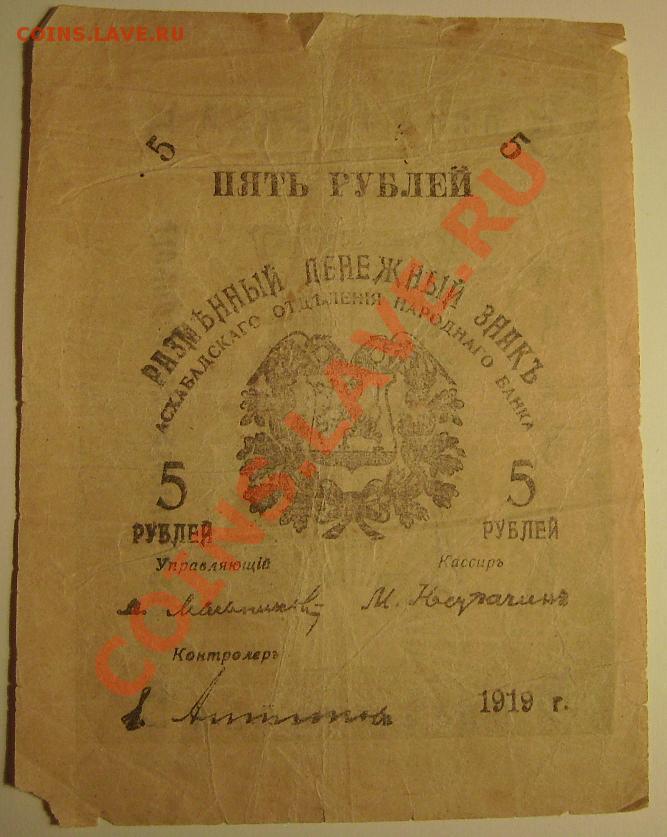 COINS.LAVE.RU
5 5
ПЯТЬ РУБЛЕЙ
РАЗМѢННЫЙ ДЕНЕЖНЫЙ ЗНАКЪ
АСХАБАДСКАГО ОТДѢЛЕНІЯ НАРОДНАГО БАНКА
5 5
РУБЛЕЙ РУБЛЕЙ
Управляющій Кассиръ
М.
Контролеръ
1919 г.
COINS.LAVE.RU